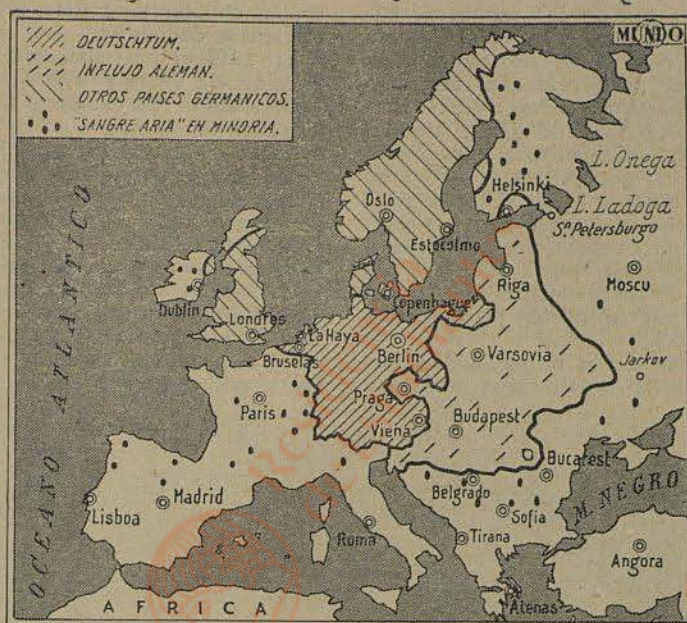 DEUTSCHTUM.
INFLUJO ALEMAN.
OTROS PAISES GERMANICOS.
"SANGRE ARIA" EN MINORIA.
MUNDO
L. Onega
L. Ladoga
Helsinki
Sn Petersburgo
Oslo
Estocolmo
Riga
Moscu
Dublin
Copenhague
Londres
La Haya
Berlin
Varsovia
Jarkov
Bruselas
Praga
Paris
Viena
Budapest
Bucarest
Belgrado
M. NEGRO
Madrid
Lisboa
Sofia
Roma
Tirana
Angora
Atenas
OCEANO ATLANTICO
AFRICA